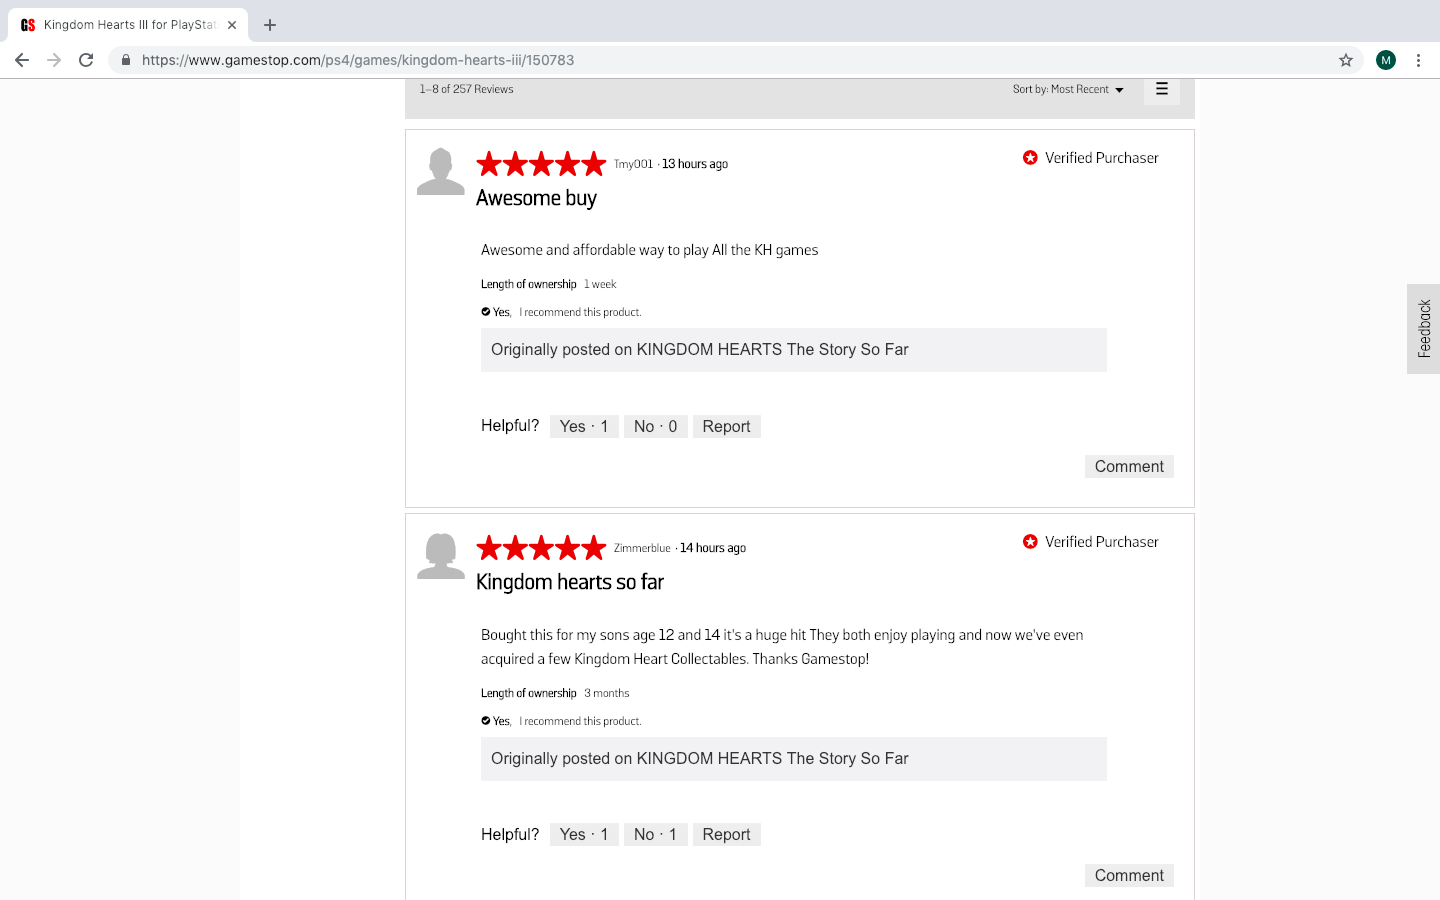 GS Kingdom Hearts III for PlayStat
https://www.gamestop.com/ps4/games/kingdom-hearts-iii/150783
M
1–8 of 257 Reviews
Sort by: Most Recent
Tmy001 · 13 hours ago
Verified Purchaser
Awesome buy
Awesome and affordable way to play All the KH games
Length of ownership 1 week
Yes, I recommend this product.
Originally posted on KINGDOM HEARTS The Story So Far
Helpful? Yes · 1 No · 0 Report
Comment
Feedback
Zimmerblue · 14 hours ago
Verified Purchaser
Kingdom hearts so far
Bought this for my sons age 12 and 14 it's a huge hit They both enjoy playing and now we've even
acquired a few Kingdom Heart Collectables. Thanks Gamestop!
Length of ownership 3 months
Yes, I recommend this product.
Originally posted on KINGDOM HEARTS The Story So Far
Helpful? Yes · 1 No · 1 Report
Comment